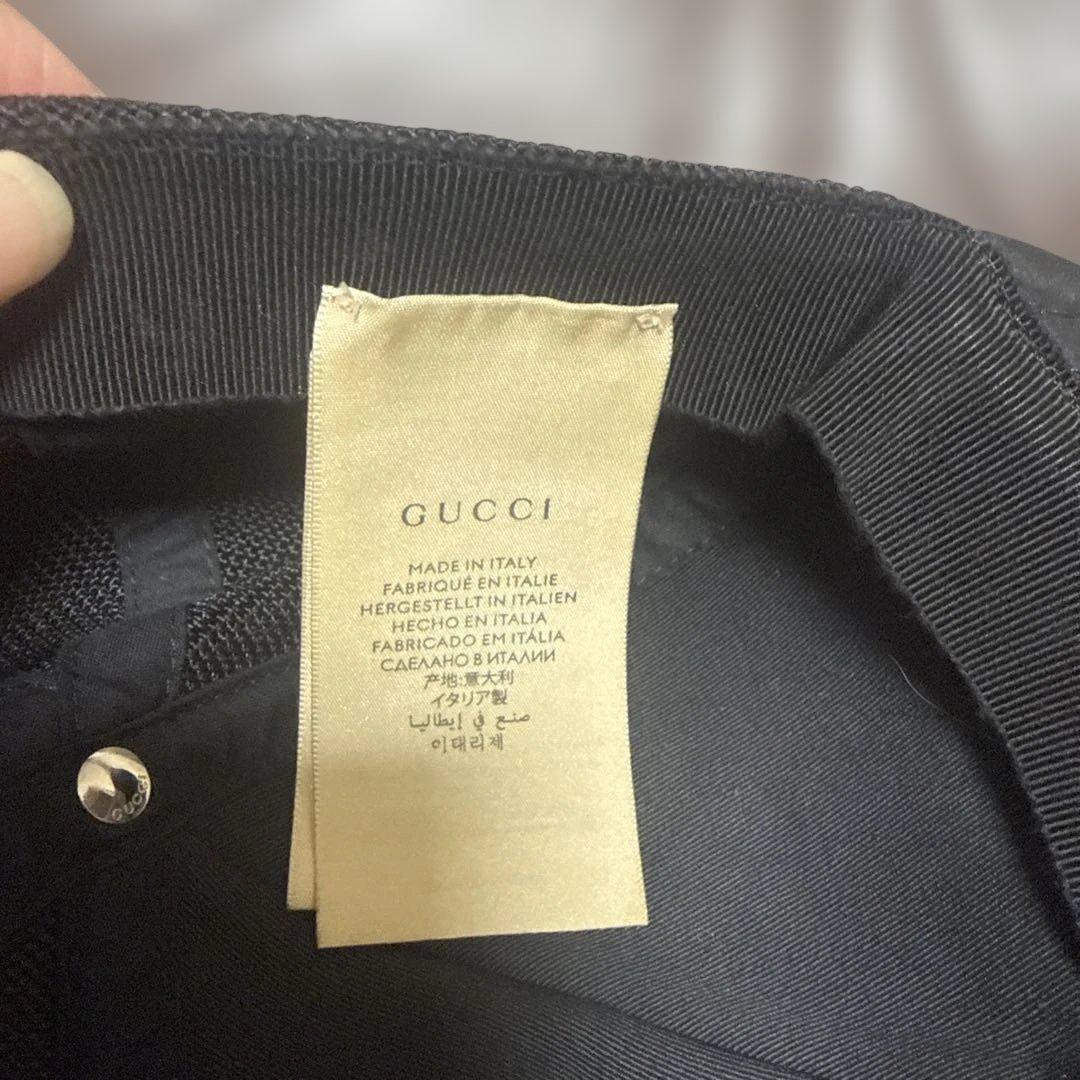 GUCCI
MADE IN ITALY
FABRIQUÉ EN ITALIE
HERGESTELLT IN ITALIEN
HECHO EN ITALIA
FABRICADO EM ITÁLIA
СДЕЛАНО В ИТАЛИИ
产地:意大利
イタリア製
صنع في إيطاليا
이태리제
GUCCI